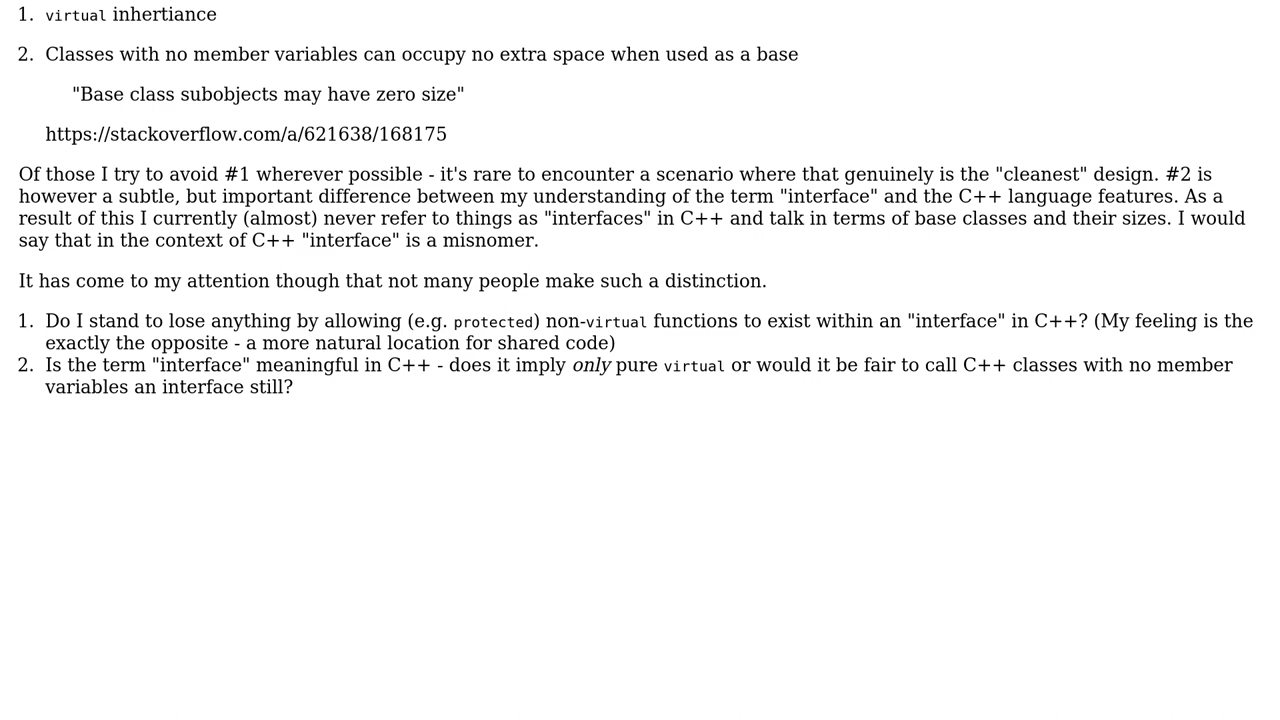 1. virtual inhertiance
2. Classes with no member variables can occupy no extra space when used as a base
"Base class subobjects may have zero size"
https://stackoverflow.com/a/621638/168175
Of those I try to avoid #1 wherever possible - it's rare to encounter a scenario where that genuinely is the "cleanest" design. #2 is
however a subtle, but important difference between my understanding of the term "interface" and the C++ language features. As a
result of this I currently (almost) never refer to things as "interfaces" in C++ and talk in terms of base classes and their sizes. I would
say that in the context of C++ "interface" is a misnomer.
It has come to my attention though that not many people make such a distinction.
1. Do I stand to lose anything by allowing (e.g. protected) non-virtual functions to exist within an "interface" in C++? (My feeling is the
exactly the opposite - a more natural location for shared code)
2. Is the term "interface" meaningful in C++ - does it imply only pure virtual or would it be fair to call C++ classes with no member
variables an interface still?